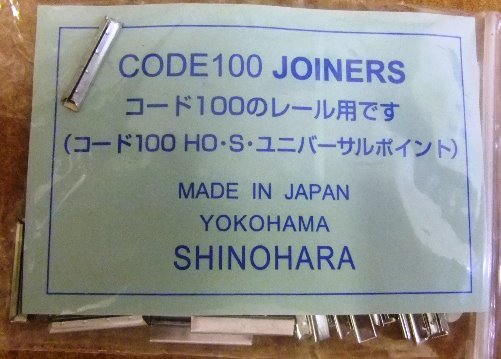 CODE100 JOINERS
コード100のレール用です
(コード100 HO・S・ユニバーサルポイント)
MADE IN JAPAN
YOKOHAMA
SHINOHARA